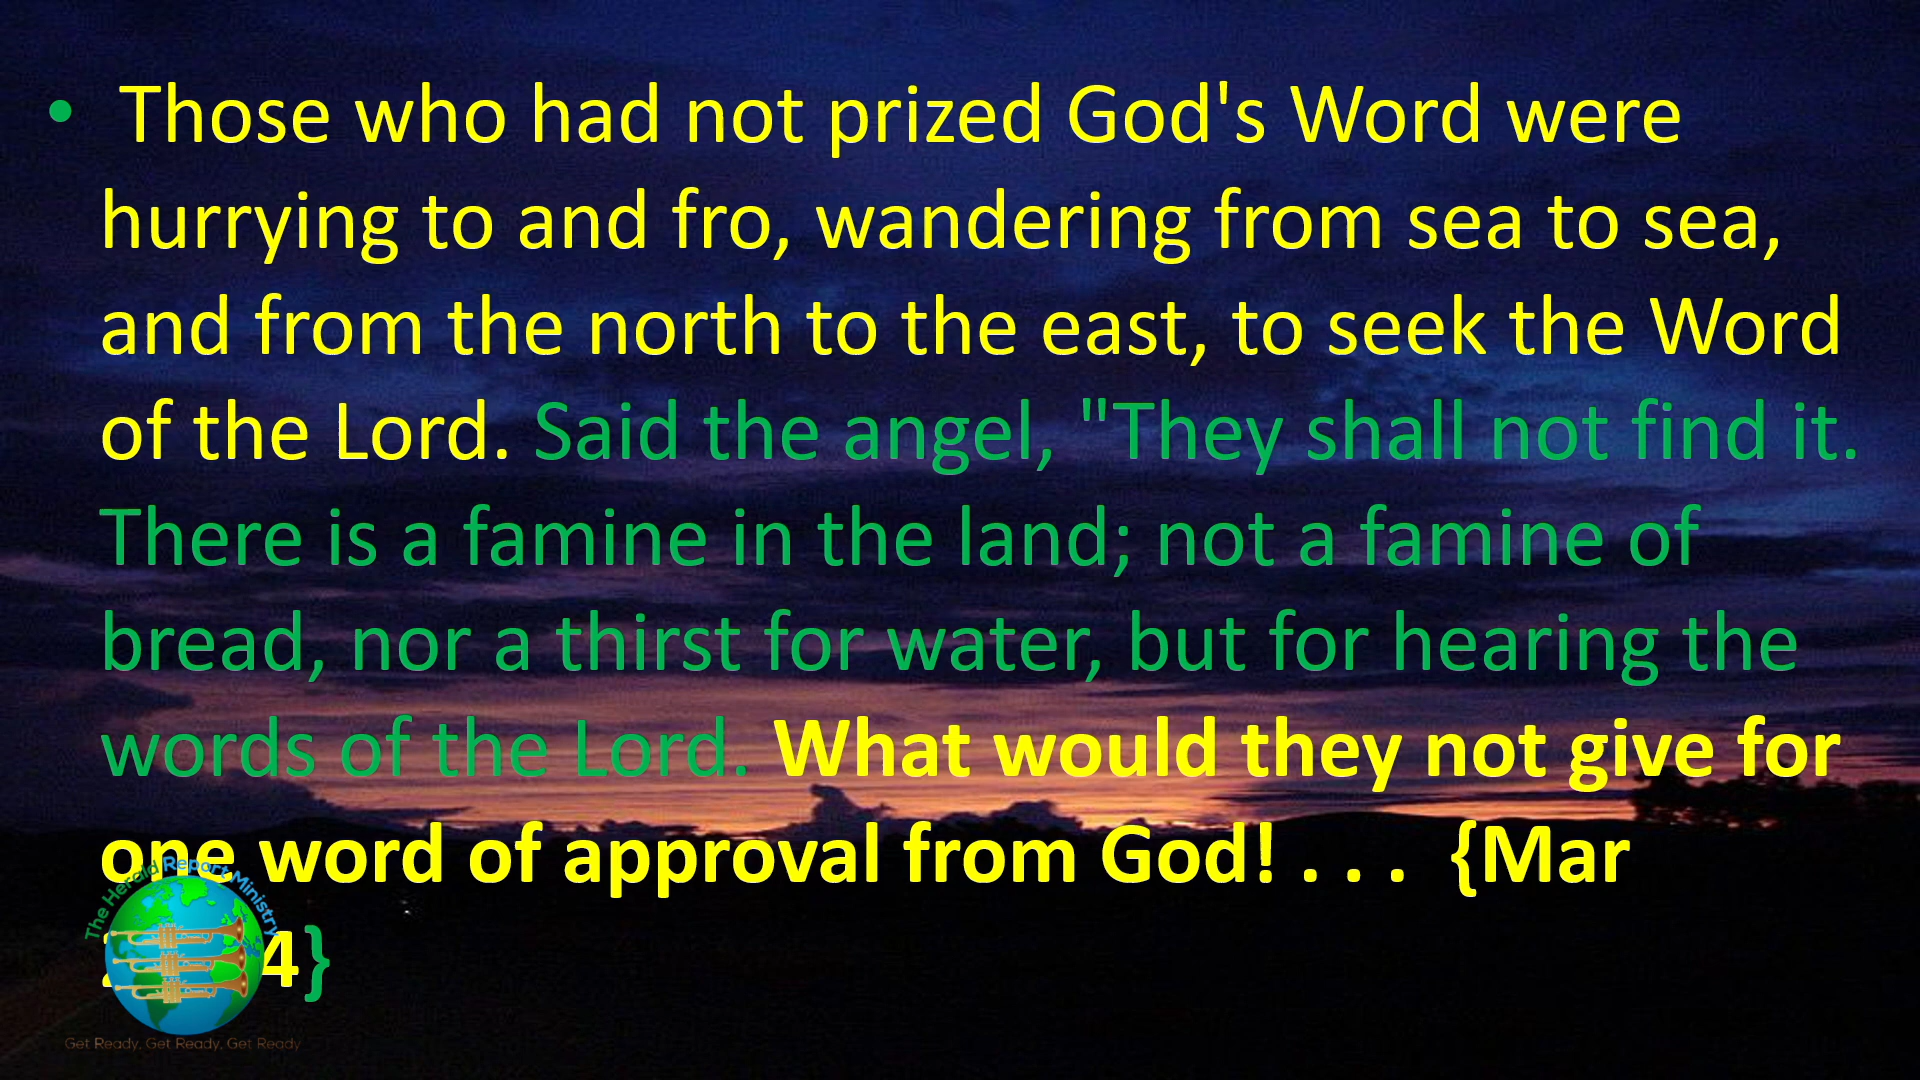 • Those who had not prized God's Word were
hurrying to and fro, wandering from sea to sea,
and from the north to the east, to seek the Word
of the Lord. Said the angel, "They shall not find it.
There is a famine in the land; not a famine of
bread, nor a thirst for water, but for hearing the
words of the Lord. What would they not give for
one word of approval from God! . . . {Mar
4}
The Herald Report Ministry
Get Ready, Get Ready, Get Ready